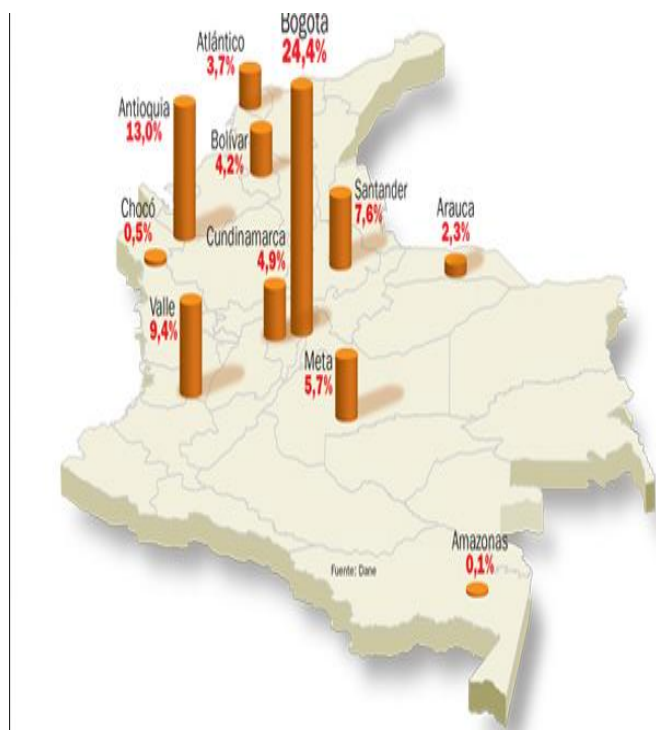 Bogotá
24,4%
Atlántico
3,7%
Antioquia
13,0%
Bolívar
4,2%
Santander
7,6%
Arauca
2,3%
Chocó
0,5%
Cundinamarca
4,9%
Valle
9,4%
Meta
5,7%
Amazonas
0,1%
Fuente: Dane